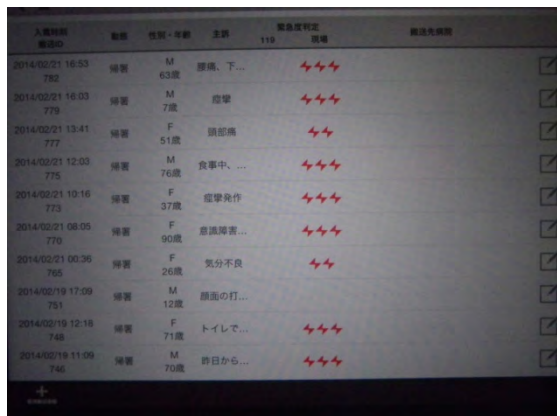 入電時刻 動態 性別・年齢 主訴 緊急度判定 搬送先病院
搬送ID 119 現場
2014/02/21 16:53 帰署 M 腰痛、下...
782 63歳
2014/02/21 16:03 帰署 M 痙攣
779 7歳
2014/02/21 13:41 帰署 F 頭部痛
777 51歳
2014/02/21 12:03 帰署 M 食事中、...
775 76歳
2014/02/21 10:16 帰署 F 痙攣発作
773 37歳
2014/02/21 08:05 帰署 F 意識障害...
770 90歳
2014/02/21 00:36 帰署 F 気分不良
765 26歳
2014/02/19 17:09 帰署 M 顔面の打...
751 12歳
2014/02/19 12:18 帰署 F トイレで...
748 71歳
2014/02/19 11:09 帰署 M 昨日から...
746 70歳